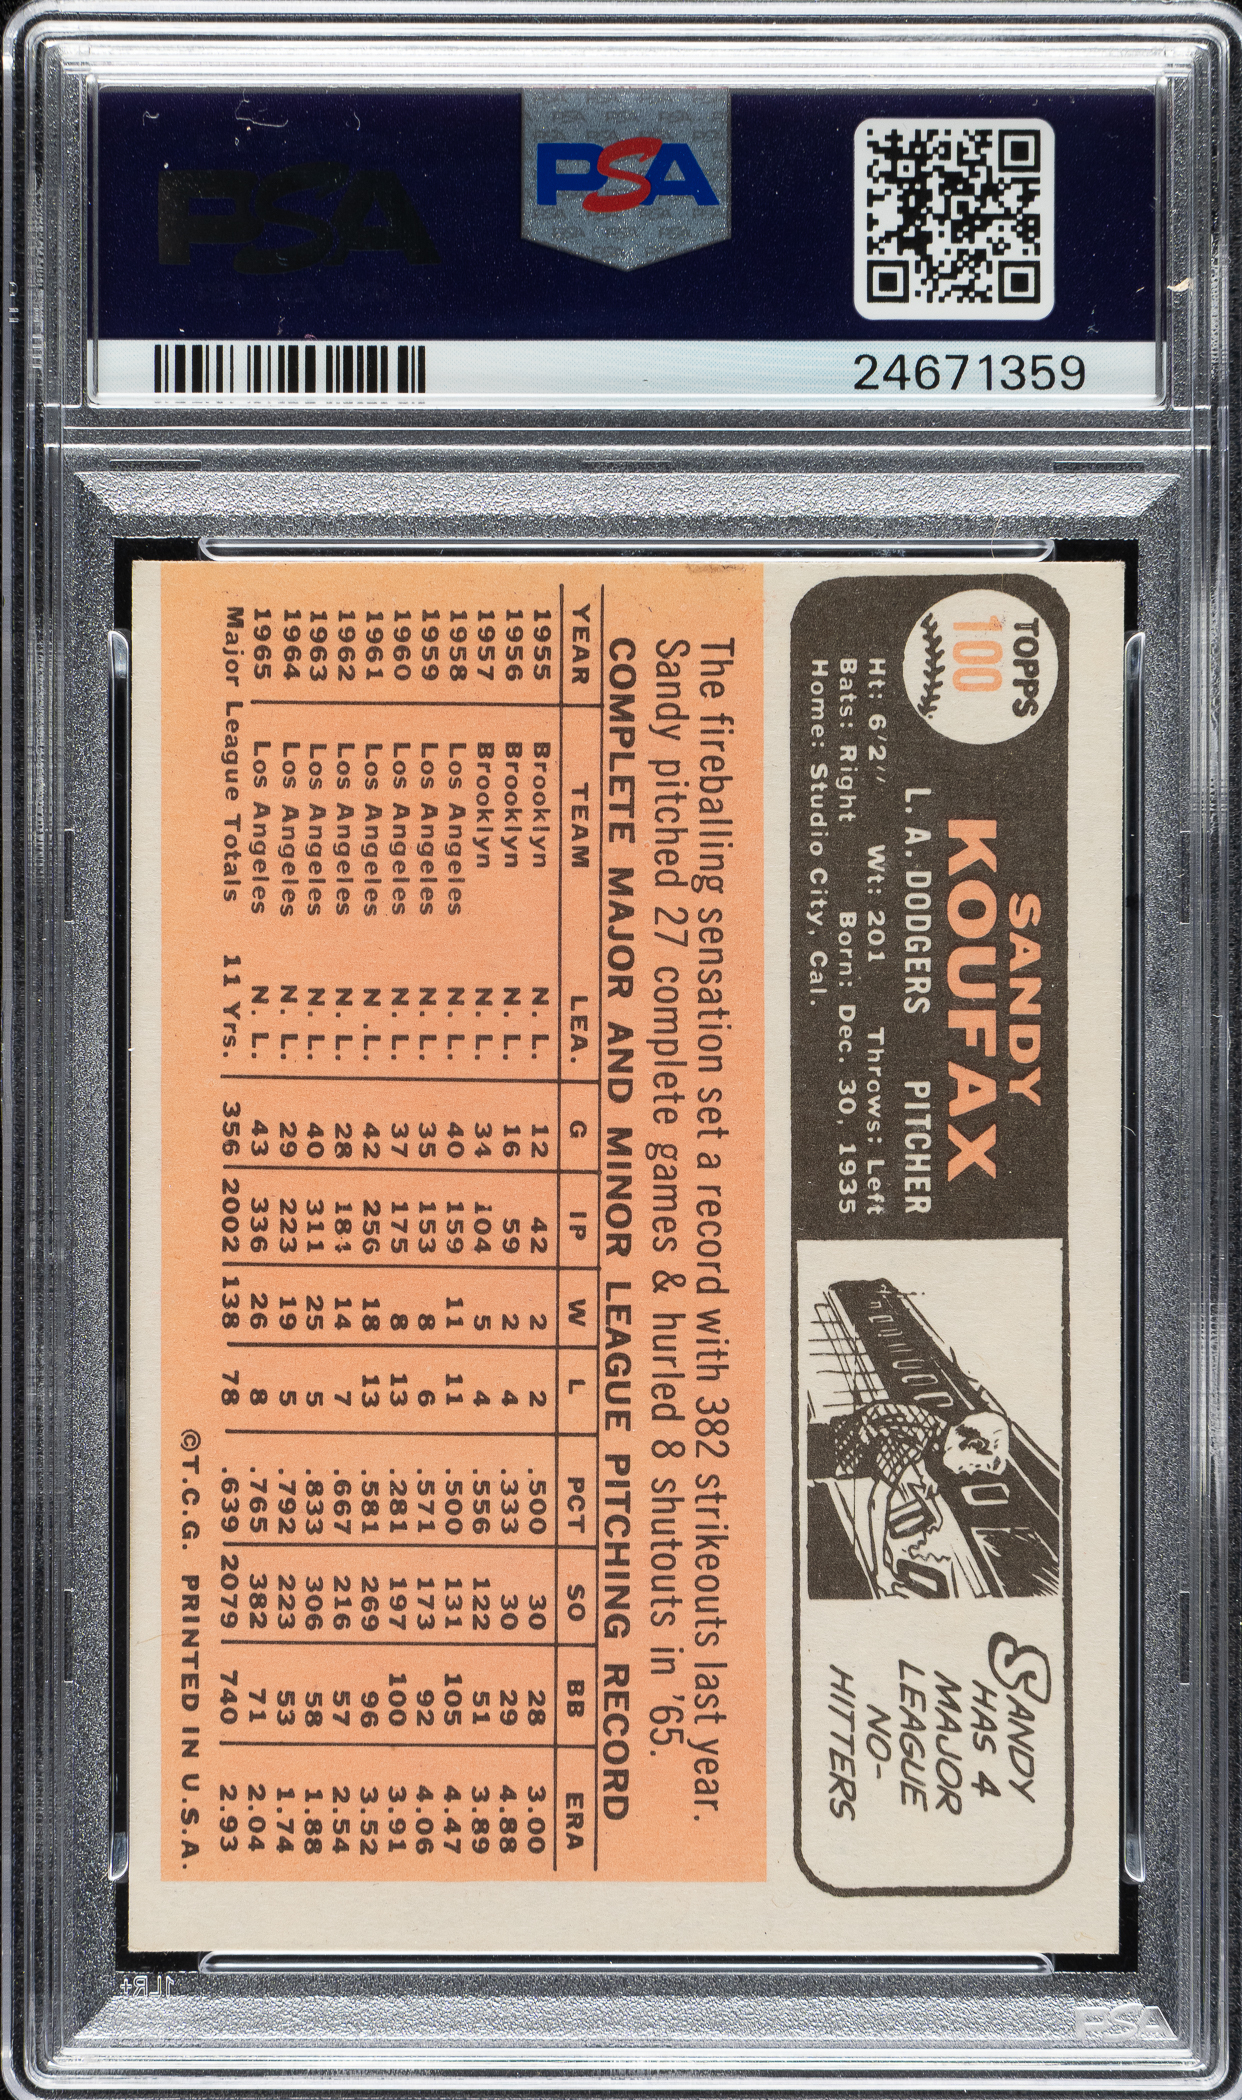 PSA
PSA
24671359
TOPPS
100
SANDY
KOUFAX
L. A. DODGERS PITCHER
Ht: 6'2" Wt: 201 Throws: Left
Bats: Right Born: Dec. 30, 1935
Home: Studio City, Cal.
SANDY
HAS 4
MAJOR
LEAGUE
NO-
HITTERS
The fireballing sensation set a record with 382 strikeouts last year.
Sandy pitched 27 complete games & hurled 8 shutouts in '65.
COMPLETE MAJOR AND MINOR LEAGUE PITCHING RECORD
YEAR TEAM LEA. G IP W L PCT SO BB ERA
1955 Brooklyn N. L. 12 42 2 2 .500 30 28 3.00
1956 Brooklyn N. L. 16 59 2 4 .333 30 29 4.88
1957 Brooklyn N. L. 34 104 5 4 .556 122 51 3.89
1958 Los Angeles N. L. 40 159 11 11 .500 131 105 4.47
1959 Los Angeles N. L. 35 153 8 6 .571 173 92 4.06
1960 Los Angeles N. L. 37 175 8 13 .281 197 100 3.91
1961 Los Angeles N. L. 42 256 18 13 .581 269 96 3.52
1962 Los Angeles N. L. 28 184 14 7 .667 216 57 2.54
1963 Los Angeles N. L. 40 311 25 5 .833 306 58 1.88
1964 Los Angeles N. L. 29 223 19 5 .792 223 53 1.74
1965 Los Angeles N. L. 43 336 26 8 .765 382 71 2.04
Major League Totals 11 Yrs. 356 2002 138 78 .639 2079 740 2.93
©T.C.G. PRINTED IN U.S.A.
1LR+
PSA